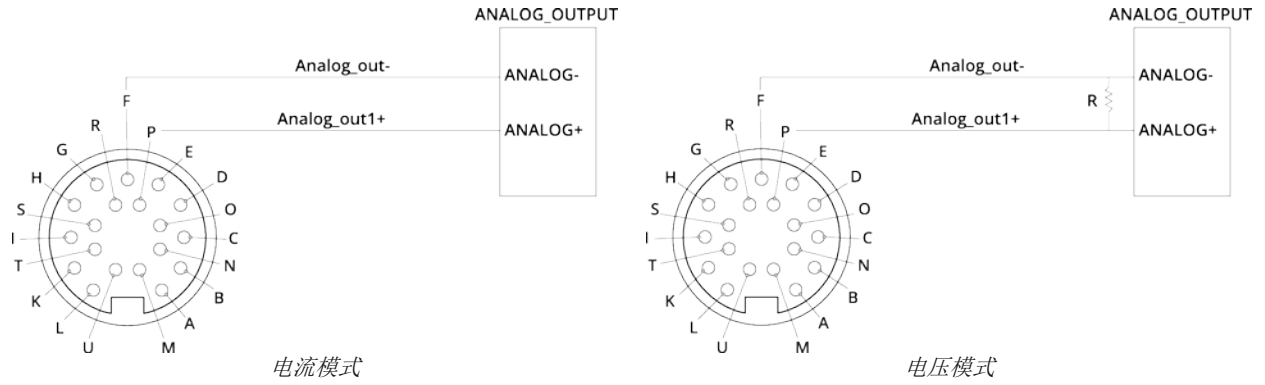 ANALOG_OUTPUT
Analog_out-
ANALOG-
F
Analog_out1+
ANALOG+
R
P
G
E
H
D
S
O
I
C
T
N
K
B
L
A
U
M
电流模式
ANALOG_OUTPUT
Analog_out-
ANALOG-
R
F
Analog_out1+
ANALOG+
R
P
G
E
H
D
S
O
I
C
T
N
K
B
L
A
U
M
电压模式